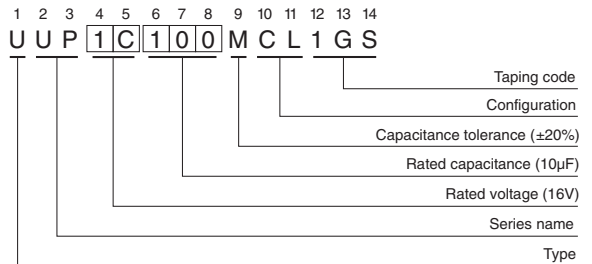 1 2 3 4 5 6 7 8 9 10 11 12 13 14
U U P 1 C 1 0 0 M C L 1 G S
Taping code
Configuration
Capacitance tolerance (±20%)
Rated capacitance (10µF)
Rated voltage (16V)
Series name
Type